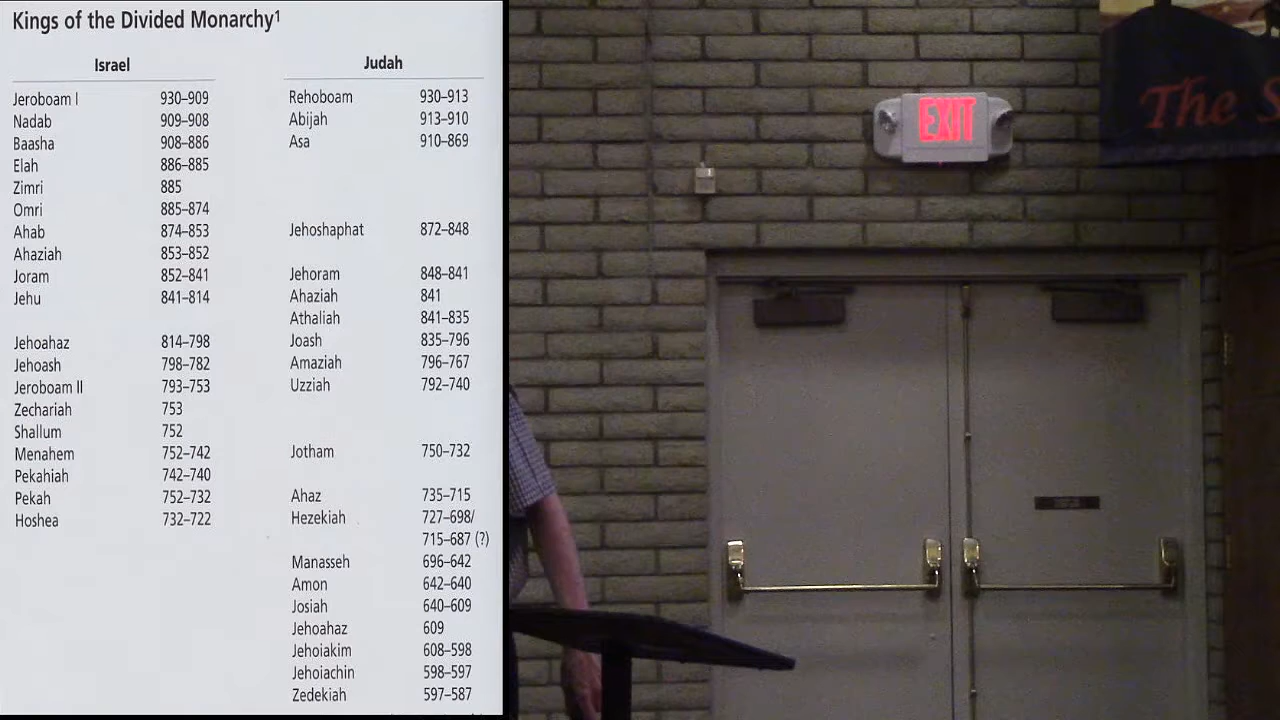 Kings of the Divided Monarchy¹
Israel Judah
Jeroboam I 930–909 Rehoboam 930–913
Nadab 909–908 Abijah 913–910
Baasha 908–886 Asa 910–869
Elah 886–885
Zimri 885
Omri 885–874
Ahab 874–853 Jehoshaphat 872–848
Ahaziah 853–852
Joram 852–841 Jehoram 848–841
Jehu 841–814 Ahaziah 841
Athaliah 841–835
Jehoahaz 814–798 Joash 835–796
Jehoash 798–782 Amaziah 796–767
Jeroboam II 793–753 Uzziah 792–740
Zechariah 753
Shallum 752
Menahem 752–742 Jotham 750–732
Pekahiah 742–740
Pekah 752–732 Ahaz 735–715
Hoshea 732–722 Hezekiah 727–698/
715–687 (?)
Manasseh 696–642
Amon 642–640
Josiah 640–609
Jehoahaz 609
Jehoiakim 608–598
Jehoiachin 598–597
Zedekiah 597–587
EXIT
The S